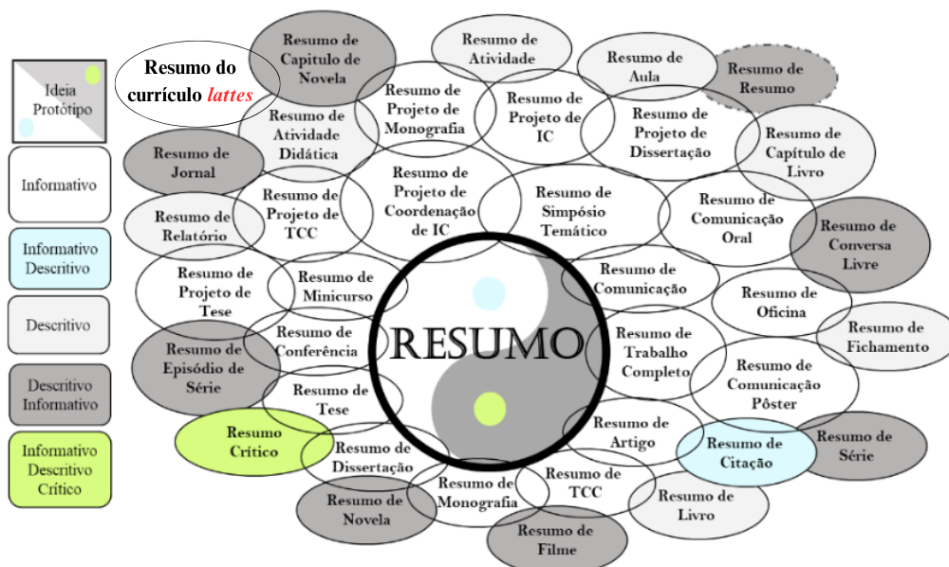 Ideia
Protótipo
Informativo
Informativo
Descritivo
Descritivo
Descritivo
Informativo
Informativo
Descritivo
Crítico
Resumo do
currículo lattes
Resumo de
Capitulo de
Novela
Resumo de
Atividade
Resumo de
Aula
Resumo de
Resumo
Resumo de
Atividade
Didática
Resumo de
Projeto de
Monografia
Resumo de
Projeto de
IC
Resumo de
Projeto de
Dissertação
Resumo de
Capítulo de
Livro
Resumo de
Jornal
Resumo de
Projeto de
TCC
Resumo de
Projeto de
Coordenação
de IC
Resumo de
Simpósio
Temático
Resumo de
Comunicação
Oral
Resumo de
Relatório
Resumo de
Conversa
Livre
Resumo de
Projeto de
Tese
Resumo de
Minicurso
Resumo de
Comunicação
Resumo de
Oficina
Resumo de
Fichamento
Resumo de
Episódio de
Série
Resumo de
Conferência
RESUMO
Resumo de
Trabalho
Completo
Resumo de
Comunicação
Pôster
Resumo de
Tese
Resumo
Crítico
Resumo de
Dissertação
Resumo de
Artigo
Resumo de
Citação
Resumo de
Série
Resumo de
Novela
Resumo de
Monografia
Resumo de
TCC
Resumo de
Livro
Resumo de
Filme